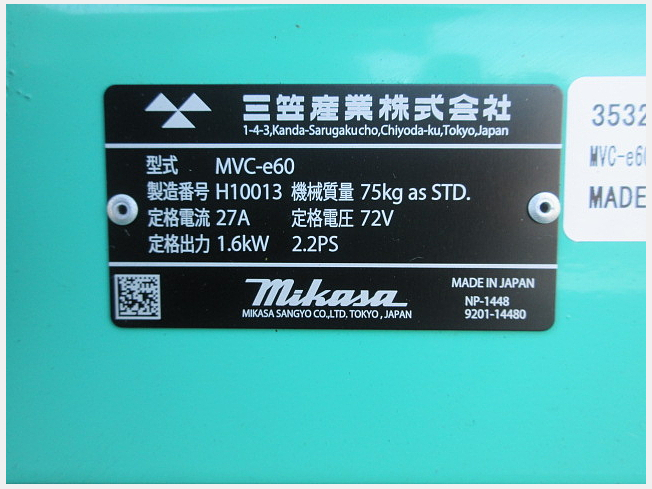 三笠産業株式会社
1-4-3,Kanda-Sarugakucho,Chiyoda-ku,Tokyo,Japan
型式 MVC-e60
製造番号 H10013 機械質量 75kg as STD.
定格電流 27A 定格電圧 72V
定格出力 1.6kW 2.2PS
mikasa
MIKASA SANGYO CO.,LTD. TOKYO , JAPAN
MADE IN JAPAN
NP-1448
9201-14480
3532
MVC-e60
MADE